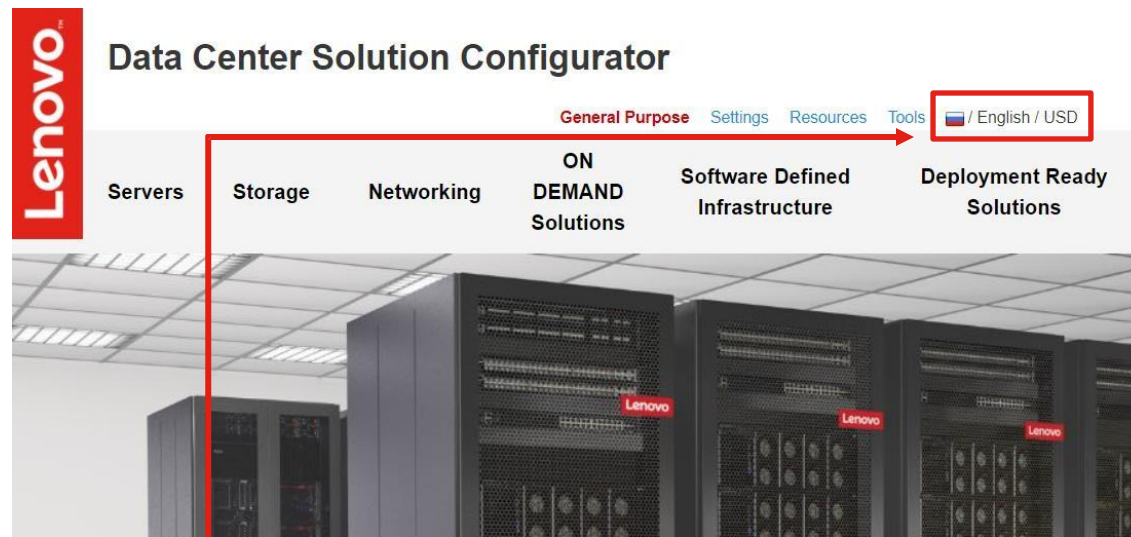 Lenovo
TM
Data Center Solution Configurator
General Purpose Settings Resources Tools / English / USD
Servers
Storage
Networking
ON
DEMAND
Solutions
Software Defined
Infrastructure
Deployment Ready
Solutions
Lenovo
Lenovo
Lenovo